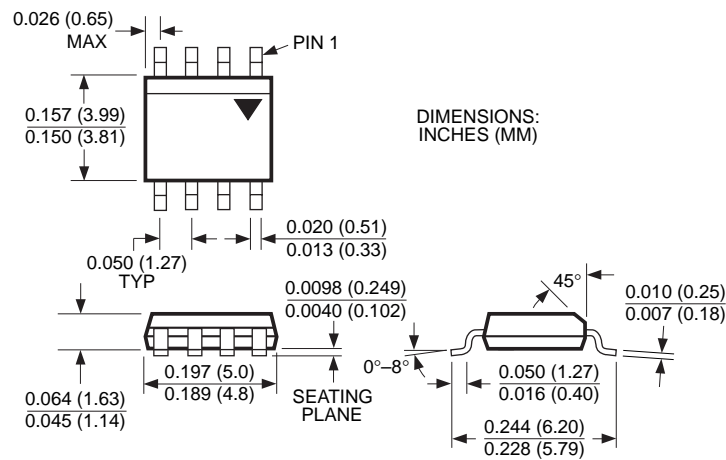 0.026 (0.65)
MAX
PIN 1
0.157 (3.99)
0.150 (3.81)
DIMENSIONS:
INCHES (MM)
0.020 (0.51)
0.013 (0.33)
0.050 (1.27)
TYP
0.0098 (0.249)
0.0040 (0.102)
45°
0.010 (0.25)
0.007 (0.18)
0°–8°
0.064 (1.63)
0.045 (1.14)
0.197 (5.0)
0.189 (4.8)
SEATING
PLANE
0.050 (1.27)
0.016 (0.40)
0.244 (6.20)
0.228 (5.79)